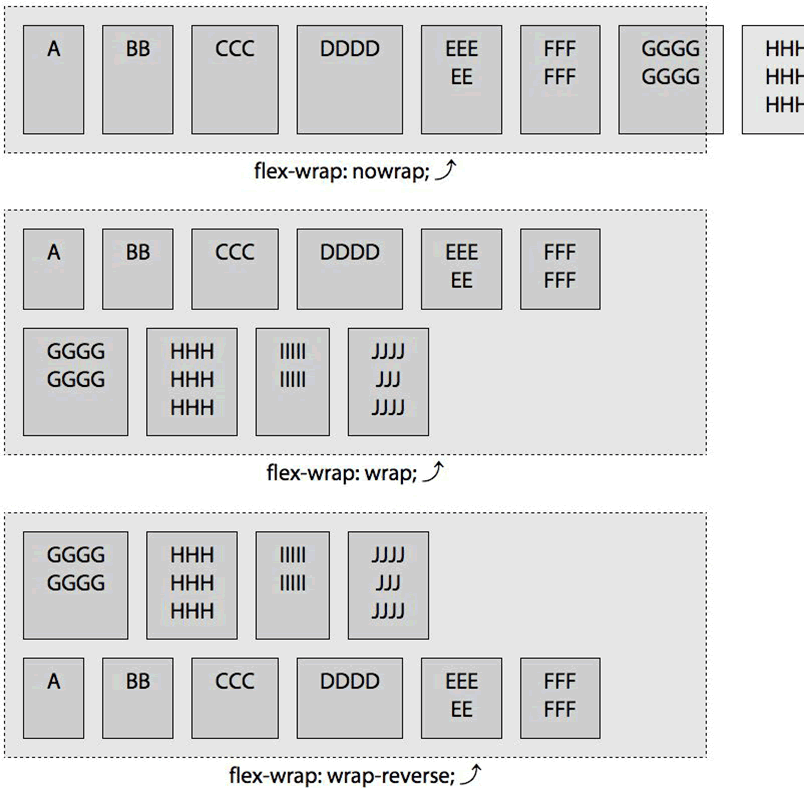 A BB CCC DDDD EEE FFF GGGG HHH
EE FFF GGGG HHH
HHH
flex-wrap: nowrap;
A BB CCC DDDD EEE FFF
EE FFF
GGGG HHH IIIII JJJJ
GGGG HHH IIIII JJJ
HHH JJJJ
flex-wrap: wrap;
GGGG HHH IIIII JJJJ
GGGG HHH IIIII JJJ
HHH JJJJ
A BB CCC DDDD EEE FFF
EE FFF
flex-wrap: wrap-reverse;